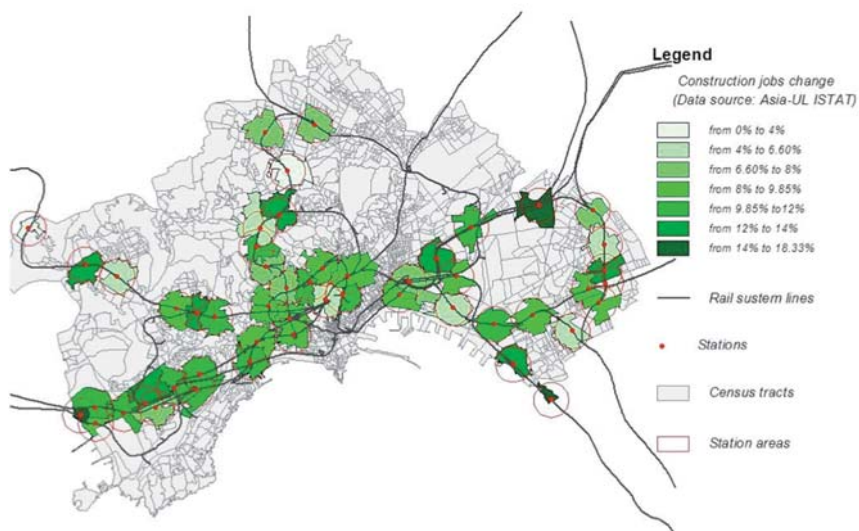 Legend
Construction jobs change
(Data source: Asia-UL ISTAT)
from 0% to 4%
from 4% to 6.60%
from 6.60% to 8%
from 8% to 9.85%
from 9.85% to12%
from 12% to 14%
from 14% to 18.33%
Rail sustem lines
Stations
Census tracts
Station areas